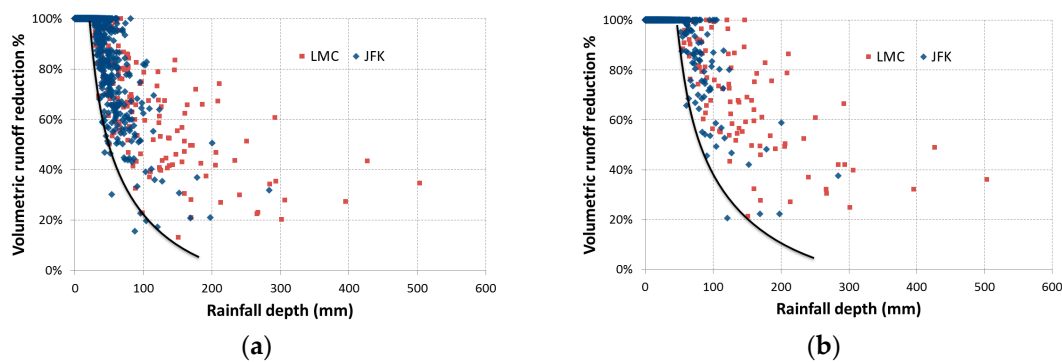 Volumetric runoff reduction %
100%
80%
60%
40%
20%
0%
LMC JFK
0 100 200 300 400 500 600
Rainfall depth (mm)
(a)
Volumetric runoff reduction %
100%
80%
60%
40%
20%
0%
LMC JFK
0 100 200 300 400 500 600
Rainfall depth (mm)
(b)